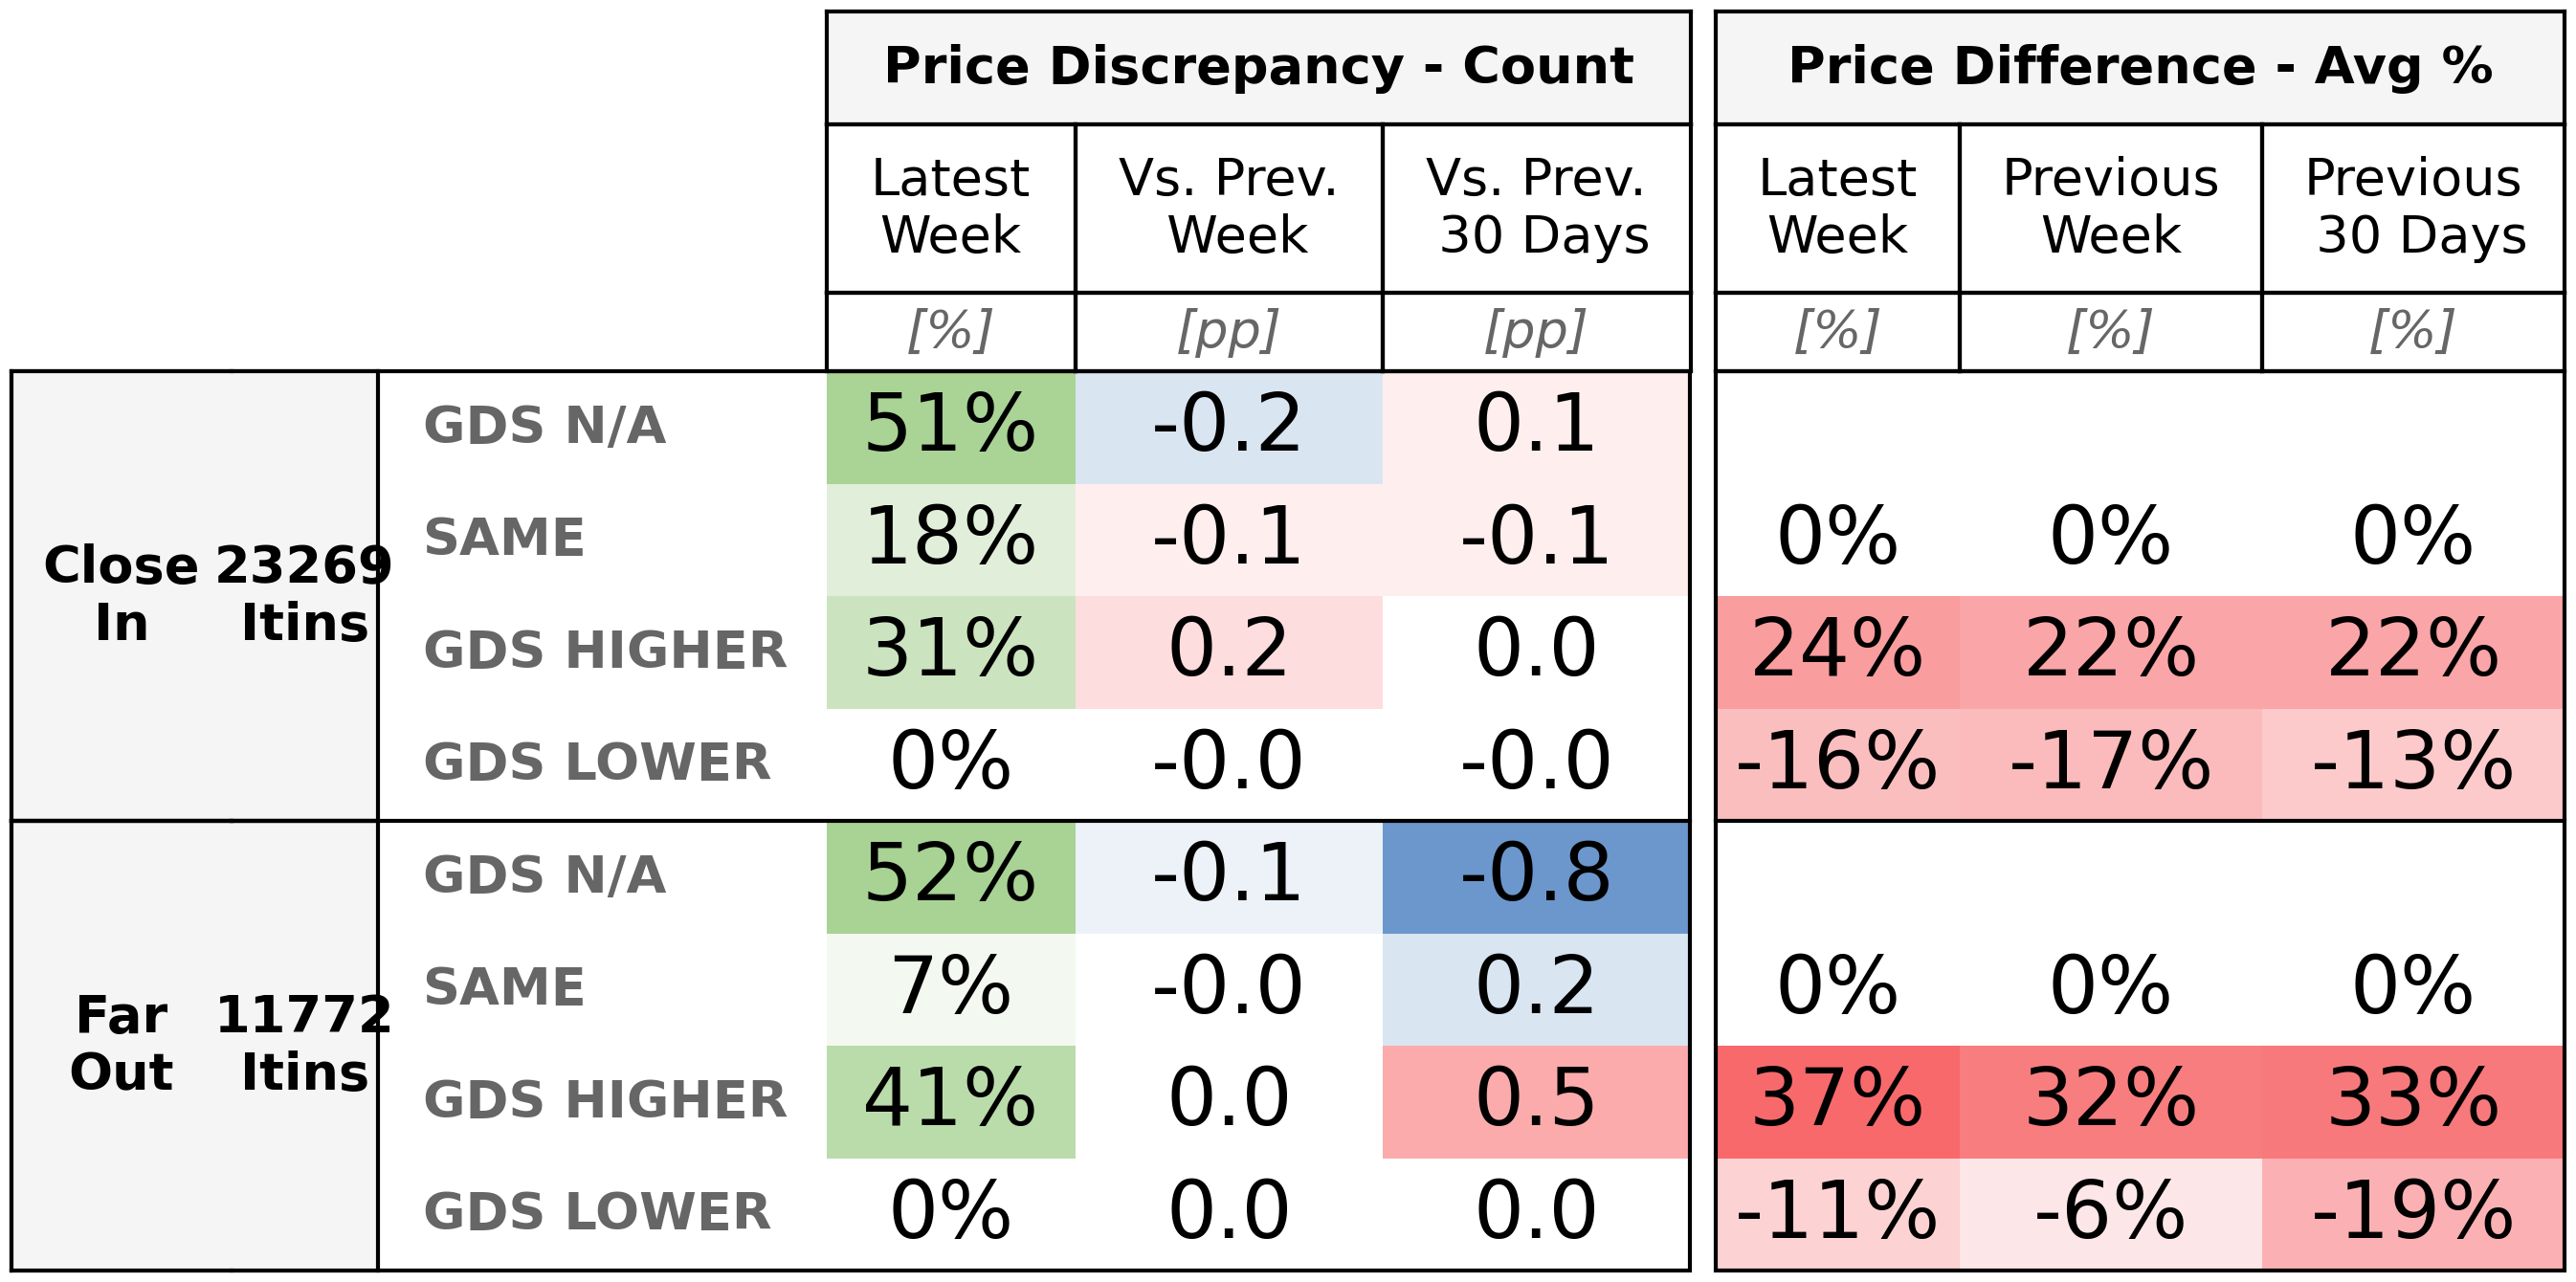 Price Discrepancy - Count Price Difference - Avg %
Latest Week Vs. Prev. Week Vs. Prev. 30 Days Latest Week Previous Week Previous 30 Days
[%] [pp] [pp] [%] [%] [%]
Close In 23269 Itins
GDS N/A 51% -0.2 0.1
SAME 18% -0.1 -0.1 0% 0% 0%
GDS HIGHER 31% 0.2 0.0 24% 22% 22%
GDS LOWER 0% -0.0 -0.0 -16% -17% -13%
Far Out 11772 Itins
GDS N/A 52% -0.1 -0.8
SAME 7% -0.0 0.2 0% 0% 0%
GDS HIGHER 41% 0.0 0.5 37% 32% 33%
GDS LOWER 0% 0.0 0.0 -11% -6% -19%